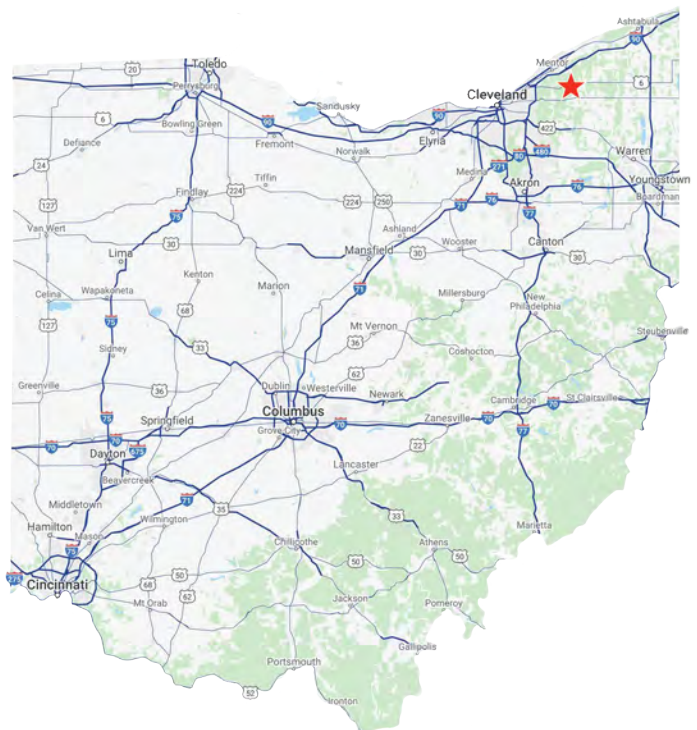 Ashtabula
90
Mentor
20
Toledo
6
Perrysburg
Cleveland
Sandusky
6
90
90
Bowling Green
422
Fremont
Elyria
Defiance
Norwalk
80
480
Warren
24
271
Medina
Youngstown
Tiffin
Akron
76
Findlay
224
224
250
71
76
Boardman
127
77
75
Van Wert
Ashland
30
Wooster
Canton
Lima
Mansfield
30
30
Kenton
71
Celina
Wapakoneta
Marion
Millersburg
New
Philadelphia
68
127
75
Mt Vernon
Steubenville
33
36
Sidney
Coshocton
62
Greenville
36
Dublin
Westerville
Newark
Cambridge
St Clairsville
70
75
Springfield
Columbus
Zanesville
70
70
Grove City
70
77
70
675
22
Dayton
Lancaster
Beavercreek
71
35
33
Middletown
Wilmington
Hamilton
Mason
Marietta
75
Chillicothe
Athens
50
50
275
Cincinnati
50
68
62
Mt Orab
Jackson
Pomeroy
Gallipolis
Portsmouth
52
Ironton